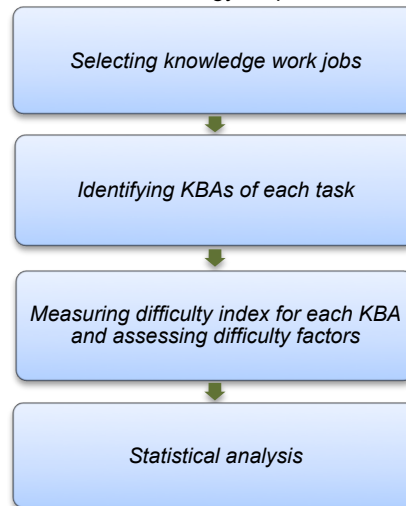 Selecting knowledge work jobs
Identifying KBAs of each task
Measuring difficulty index for each KBA
and assessing difficulty factors
Statistical analysis